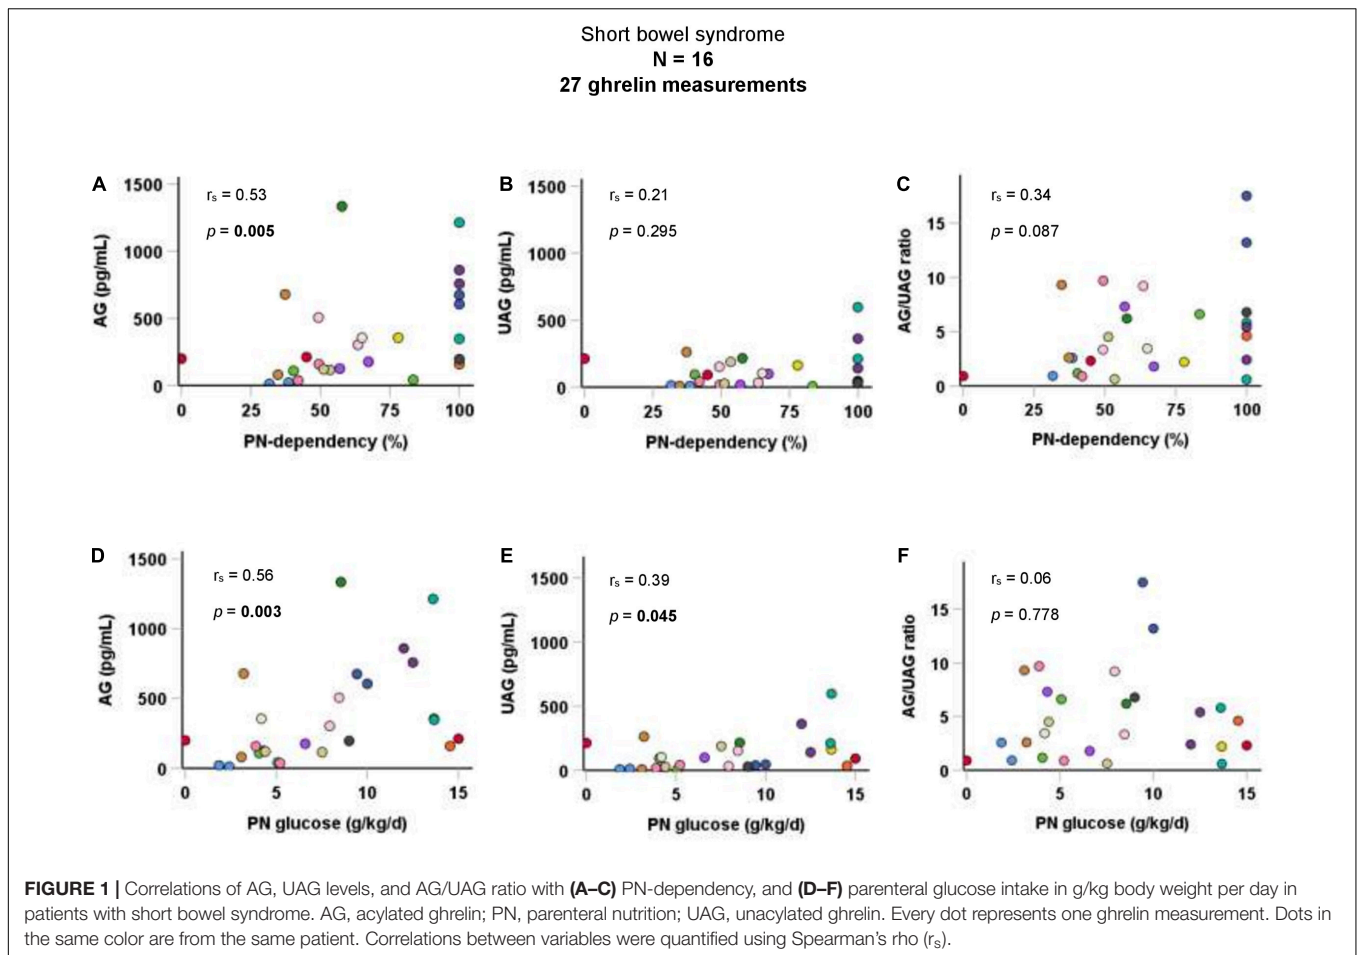 Short bowel syndrome
N = 16
27 ghrelin measurements
A
rs = 0.53
p = 0.005
AG (pg/mL)
1500
1000
500
0
0 25 50 75 100
PN-dependency (%)
B
rs = 0.21
p = 0.295
UAG (pg/mL)
1500
1000
500
0
0 25 50 75 100
PN-dependency (%)
C
rs = 0.34
p = 0.087
AG/UAG ratio
15
10
5
0
0 25 50 75 100
PN-dependency (%)
D
rs = 0.56
p = 0.003
AG (pg/mL)
1500
1000
500
0
0 5 10 15
PN glucose (g/kg/d)
E
rs = 0.39
p = 0.045
UAG (pg/mL)
1500
1000
500
0
0 5 10 15
PN glucose (g/kg/d)
F
rs = 0.06
p = 0.778
AG/UAG ratio
15
10
5
0
0 5 10 15
PN glucose (g/kg/d)
FIGURE 1 | Correlations of AG, UAG levels, and AG/UAG ratio with (A–C) PN-dependency, and (D–F) parenteral glucose intake in g/kg body weight per day in
patients with short bowel syndrome. AG, acylated ghrelin; PN, parenteral nutrition; UAG, unacylated ghrelin. Every dot represents one ghrelin measurement. Dots in
the same color are from the same patient. Correlations between variables were quantified using Spearman's rho (rs).